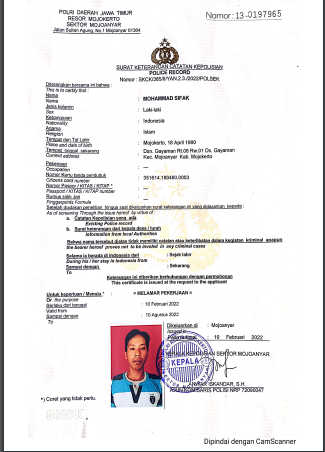 POLRI DAERAH JAWA TIMUR
RESOR MOJOKERTO
SEKTOR MOJOANYAR
Jalan Sultan Agung, No.1 Mojoanyar 61364
Nomor: 13-0197965
SURAT KETERANGAN CATATAN KEPOLISIAN
POLICE RECORD
Nomor : SKCK/385/II/YAN.2.3./2022/POLSEK
Diterangkan bersama ini bahwa :
This is to certify that :
Nama : MOHAMMAD SIFAK
Name
Jenis kelamin : Laki-laki
Sex
Kebangsaan : Indonesia
Nationality
Agama : Islam
Religion
Tempat dan Tgl Lahir : Mojokerto, 18 April 1980
Place and date of birth
Tempat tinggal sekarang : Dsn. Gayaman Rt.08 Rw.01 Ds. Gayaman
Current address Kec. Mojoanyar Kab. Mojokerto
Pekerjaan : ---
Occupation
Nomor Kartu tanda penduduk : 351614.180480.0003
Citizens card number
Nomor Paspor / KITAS / KITAP * : ---
Passport / KITAS / KITAP number
Rumus sidik Jari : ---
Fingerprints Formula
Setelah diadakan penelitian hingga saat dikeluarkan surat keterangan ini yang didasarkan kepada :
As of screening Through the issue hereof by virtue of :
a. Catatan Kepolisian yang ada
Existing Police record
b. Surat keterangan dari kepala desa / lurah
Information from local Authorities
Bahwa nama tersebut diatas tidak memiliki catatan atau keterlibatan dalam kegiatan kriminal apapun
the bearer hereof proves not to be involved in any criminal cases
Selama ia berada di Indonesia dari : Sejak lahir
During his / her stay in Indonesia from
Sampai dengan : Sekarang
To
Keterangan ini diberikan berhubungan dengan permohonan
This certificate is issued at the request to the applicant
Untuk keperluan / Menuju * : = MELAMAR PEKERJAAN =
Or the purpose
Berlaku dari tanggal : 10 Februari 2022
Valid from
Sampai dengan : 10 Agustus 2022
To
Dikeluarkan di : Mojoanyar
Issued in
Pada tanggal : 10 Februari 2022
KEPALA KEPOLISIAN SEKTOR MOJOANYAR
KEPALA
ANWAR ISKANDAR, S.H.
POLISI NRP 72090047
*) Coret yang tidak perlu.
Dipindai dengan CamScanner